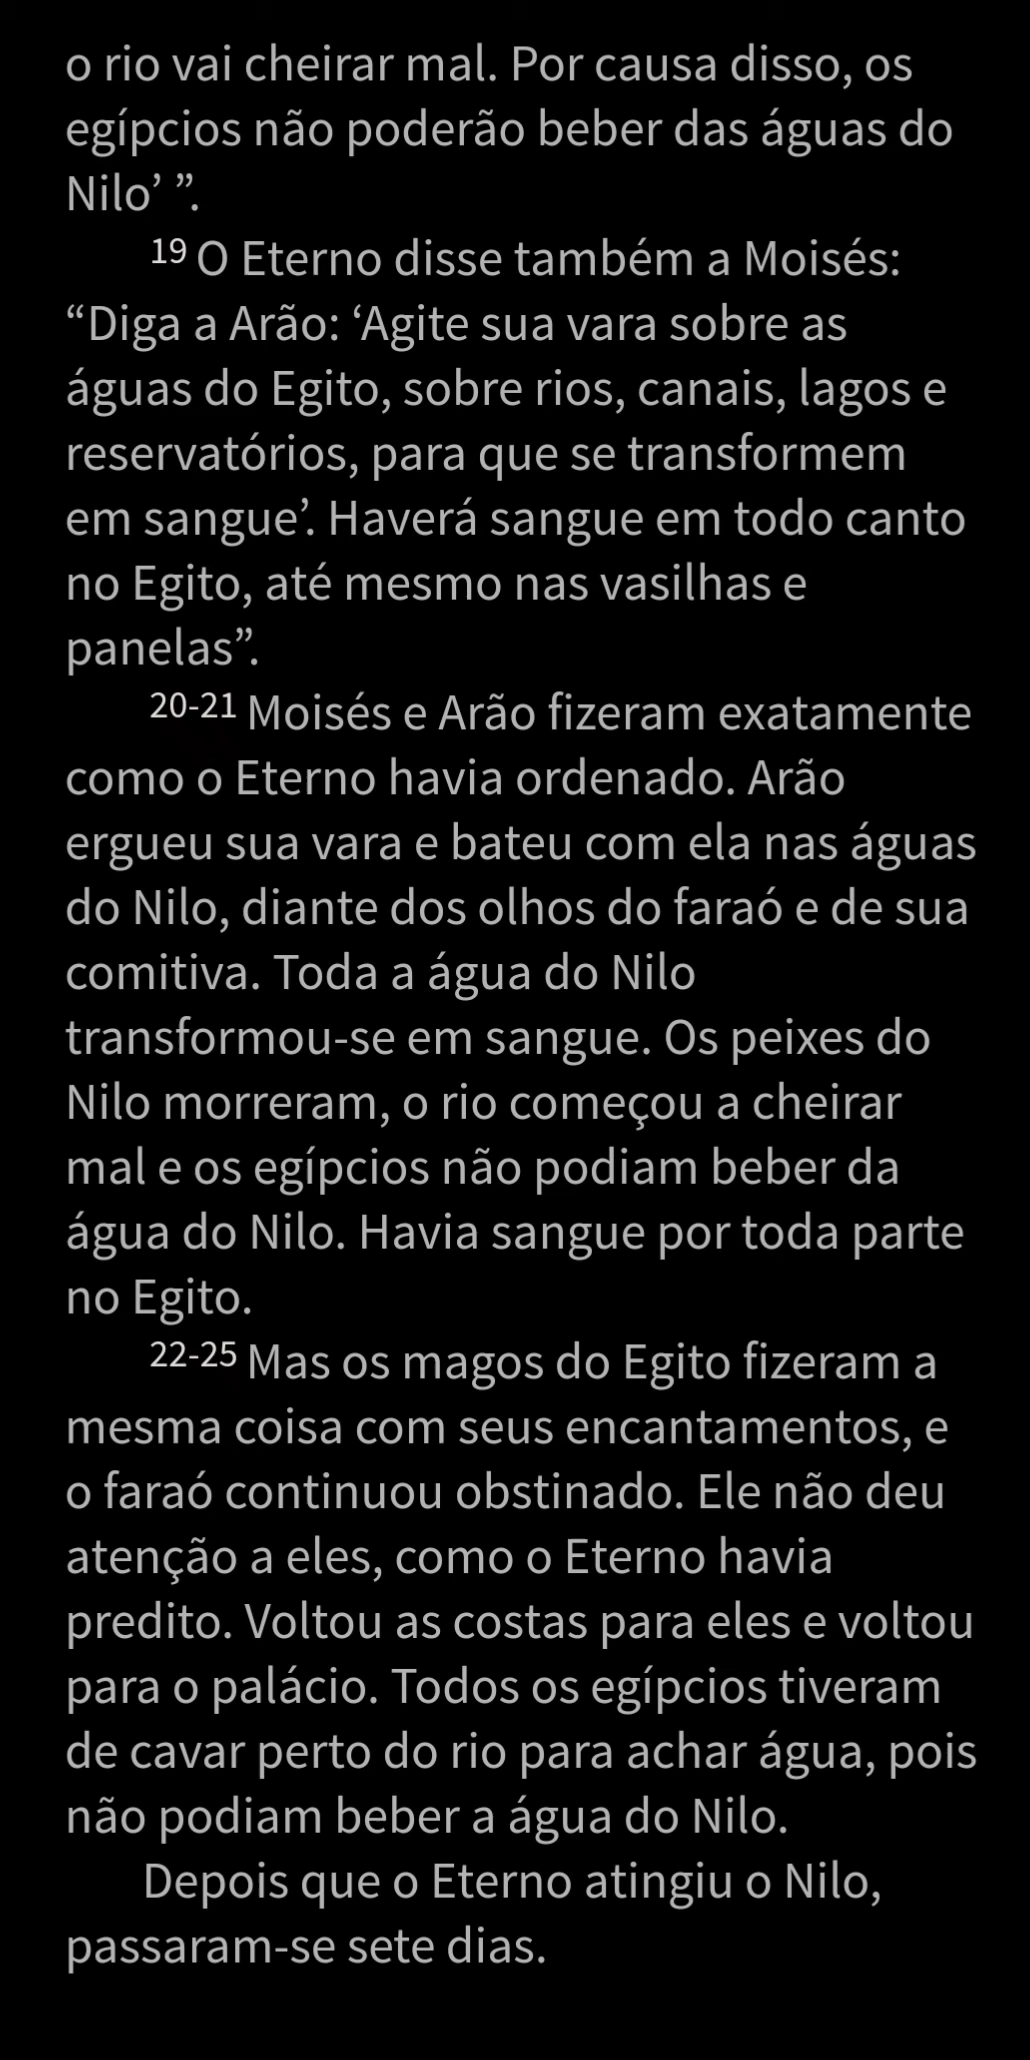 o rio vai cheirar mal. Por causa disso, os
egípcios não poderão beber das águas do
Nilo’ ”.
19 O Eterno disse também a Moisés:
“Diga a Arão: ‘Agite sua vara sobre as
águas do Egito, sobre rios, canais, lagos e
reservatórios, para que se transformem
em sangue’. Haverá sangue em todo canto
no Egito, até mesmo nas vasilhas e
panelas”.
20-21 Moisés e Arão fizeram exatamente
como o Eterno havia ordenado. Arão
ergueu sua vara e bateu com ela nas águas
do Nilo, diante dos olhos do faraó e de sua
comitiva. Toda a água do Nilo
transformou-se em sangue. Os peixes do
Nilo morreram, o rio começou a cheirar
mal e os egípcios não podiam beber da
água do Nilo. Havia sangue por toda parte
no Egito.
22-25 Mas os magos do Egito fizeram a
mesma coisa com seus encantamentos, e
o faraó continuou obstinado. Ele não deu
atenção a eles, como o Eterno havia
predito. Voltou as costas para eles e voltou
para o palácio. Todos os egípcios tiveram
de cavar perto do rio para achar água, pois
não podiam beber a água do Nilo.
Depois que o Eterno atingiu o Nilo,
passaram-se sete dias.